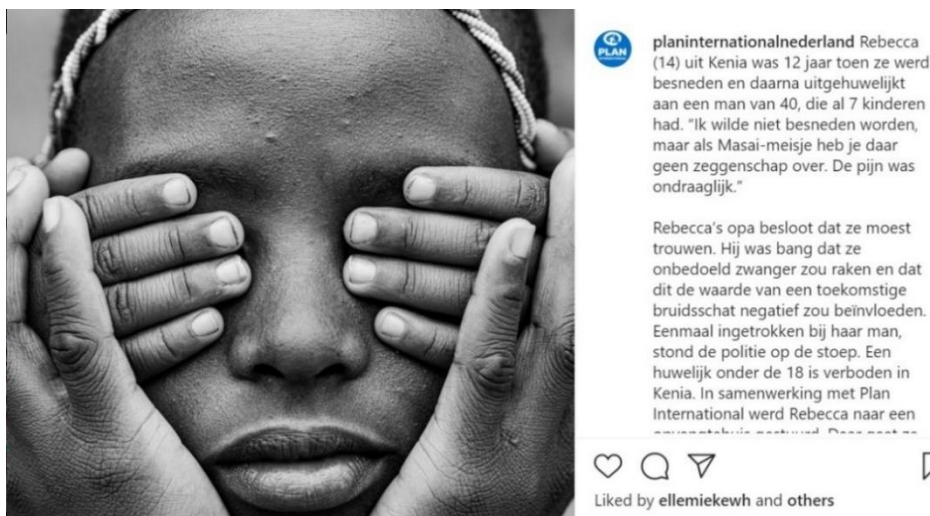 planinternationalnederland Rebecca
(14) uit Kenia was 12 jaar toen ze werd
besneden en daarna uitgehuwelijkt
aan een man van 40, die al 7 kinderen
had. "Ik wilde niet besneden worden,
maar als Masai-meisje heb je daar
geen zeggenschap over. De pijn was
ondraaglijk."
Rebecca's opa besloot dat ze moest
trouwen. Hij was bang dat ze
onbedoeld zwanger zou raken en dat
dit de waarde van een toekomstige
bruidsschat negatief zou beïnvloeden.
Eenmaal ingetrokken bij haar man,
stond de politie op de stoep. Een
huwelijk onder de 18 is verboden in
Kenia. In samenwerking met Plan
International werd Rebecca naar een
Liked by ellemiekewh and others
PLAN